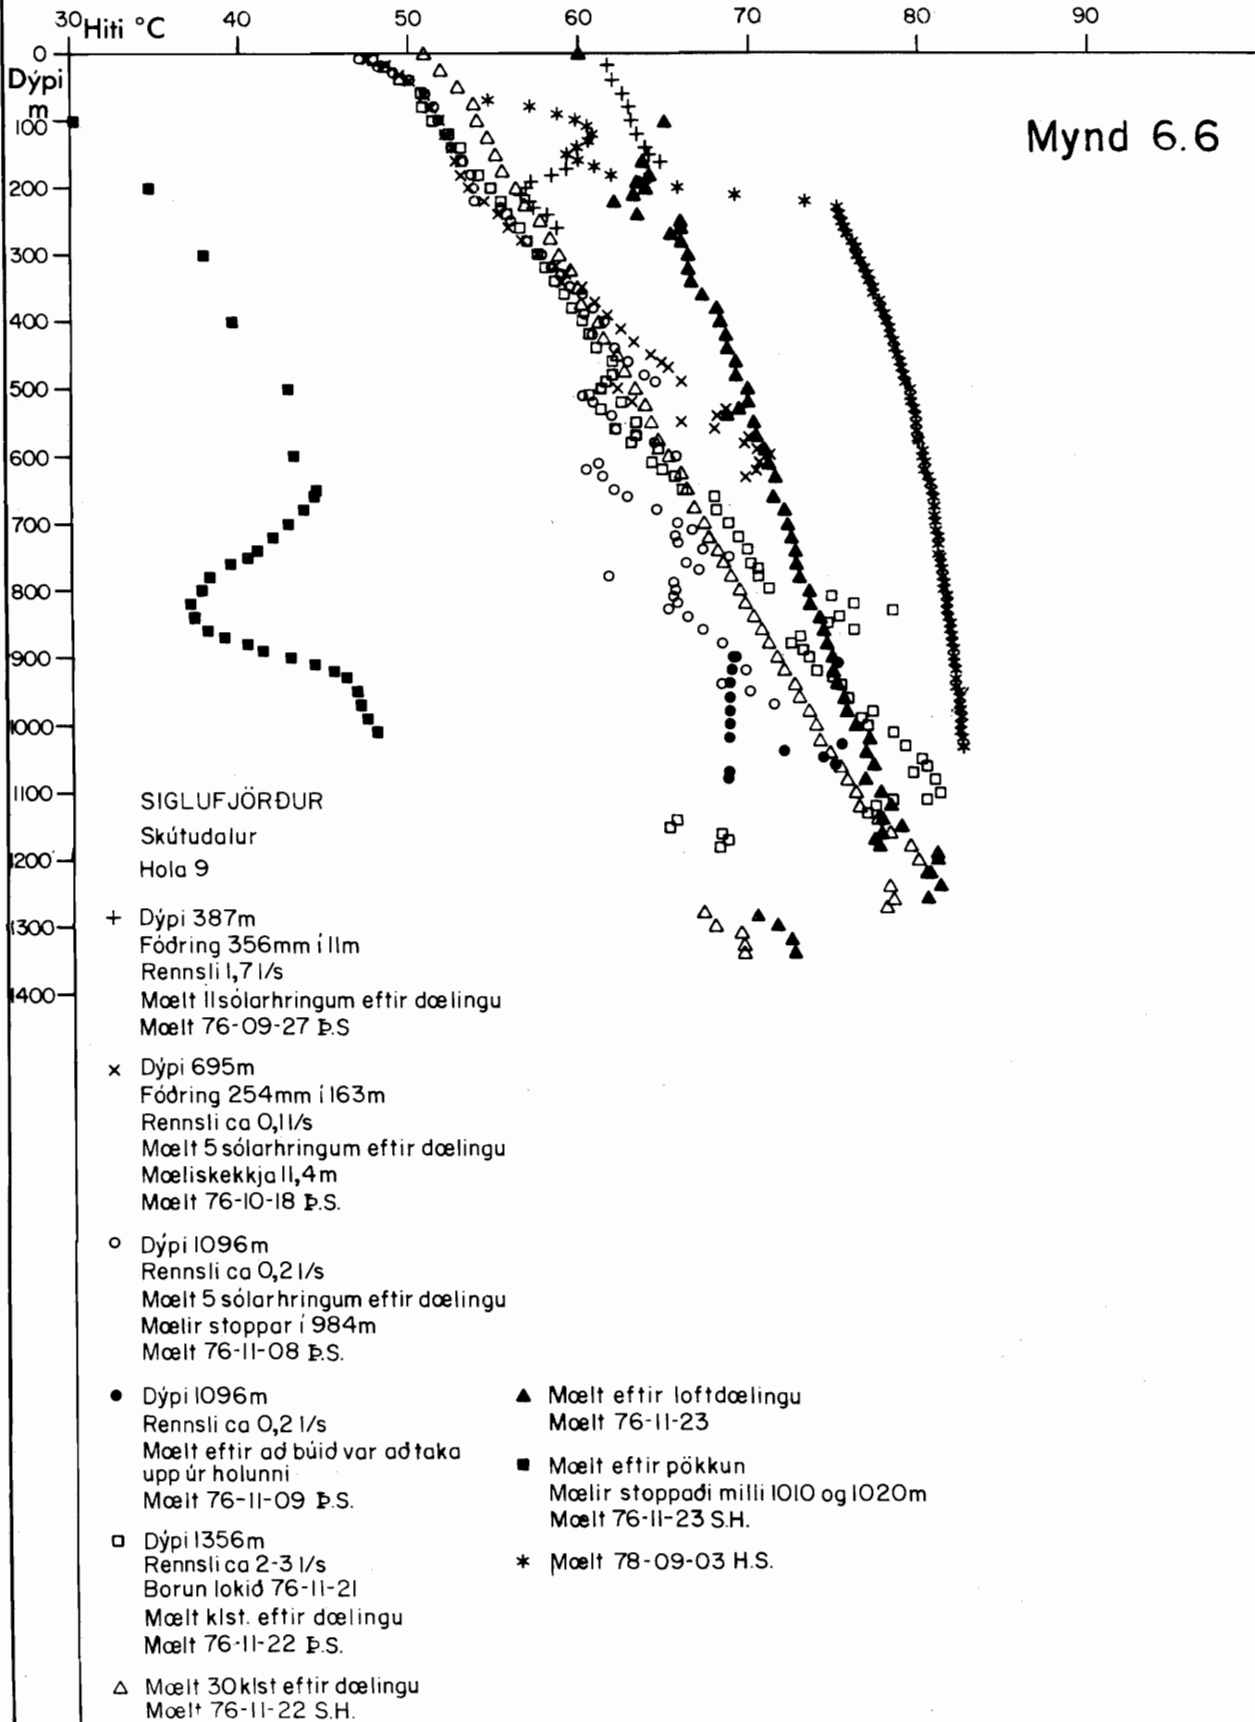 30 40 50 60 70 80 90
Hiti °C
0
Dýpi
m
100
200
300
400
500
600
700
800
900
1000
1100
1200
1300
1400
Mynd 6.6
SIGLUFJÖRÐUR
Skútudalur
Hola 9
+ Dýpi 387m
Fóðring 356mm í 11m
Rennsli 1,7 l/s
Mælt 11 sólarhringum eftir dælingu
Mælt 76-09-27 Þ.S
× Dýpi 695m
Fóðring 254mm í 163m
Rennsli ca 0,1 l/s
Mælt 5 sólarhringum eftir dælingu
Mæliskekkja 11,4m
Mælt 76-10-18 Þ.S.
○ Dýpi 1096m
Rennsli ca 0,2 l/s
Mælt 5 sólarhringum eftir dælingu
Mælir stoppar í 984m
Mælt 76-11-08 Þ.S.
● Dýpi 1096m
Rennsli ca 0,2 l/s
Mælt eftir að búið var að taka
upp úr holunni
Mælt 76-11-09 Þ.S.
□ Dýpi 1356m
Rennsli ca 2-3 l/s
Borun lokið 76-11-21
Mælt klst. eftir dælingu
Mælt 76-11-22 Þ.S.
△ Mælt 30 klst eftir dælingu
Mælt 76-11-22 S.H.
▲ Mælt eftir loftdælingu
Mælt 76-11-23
■ Mælt eftir pökkun
Mælir stoppaði milli 1010 og 1020m
Mælt 76-11-23 S.H.
* Mælt 78-09-03 H.S.